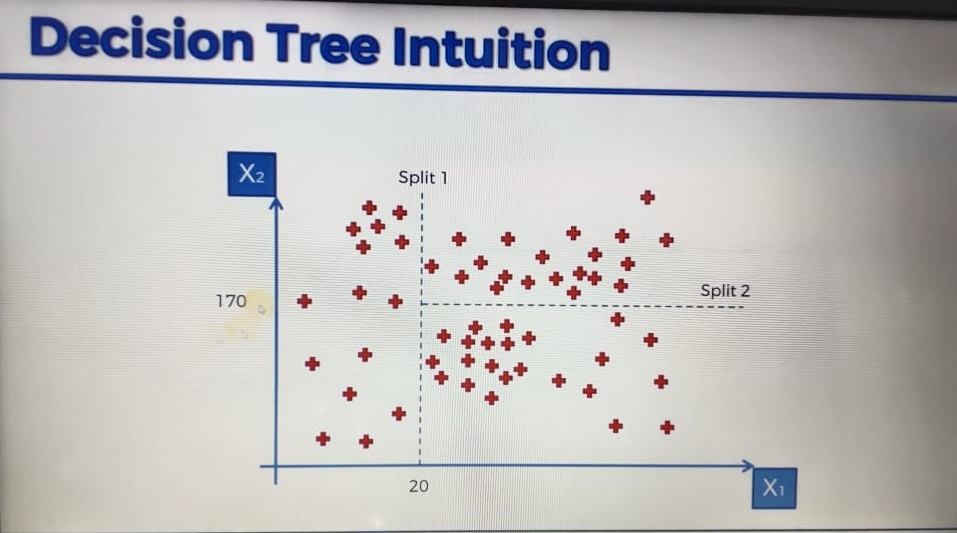 Decision Tree Intuition
X2
Split 1
170
Split 2
20
X1